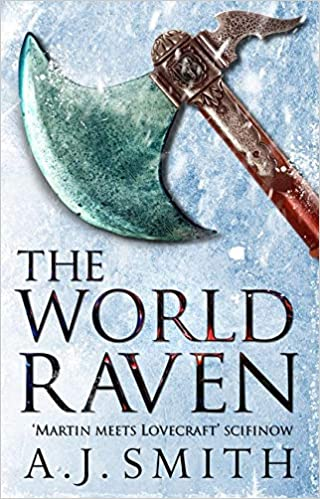 THE
WORLD
RAVEN
'MARTIN MEETS LOVECRAFT' SCIFINOW
A.J. SMITH